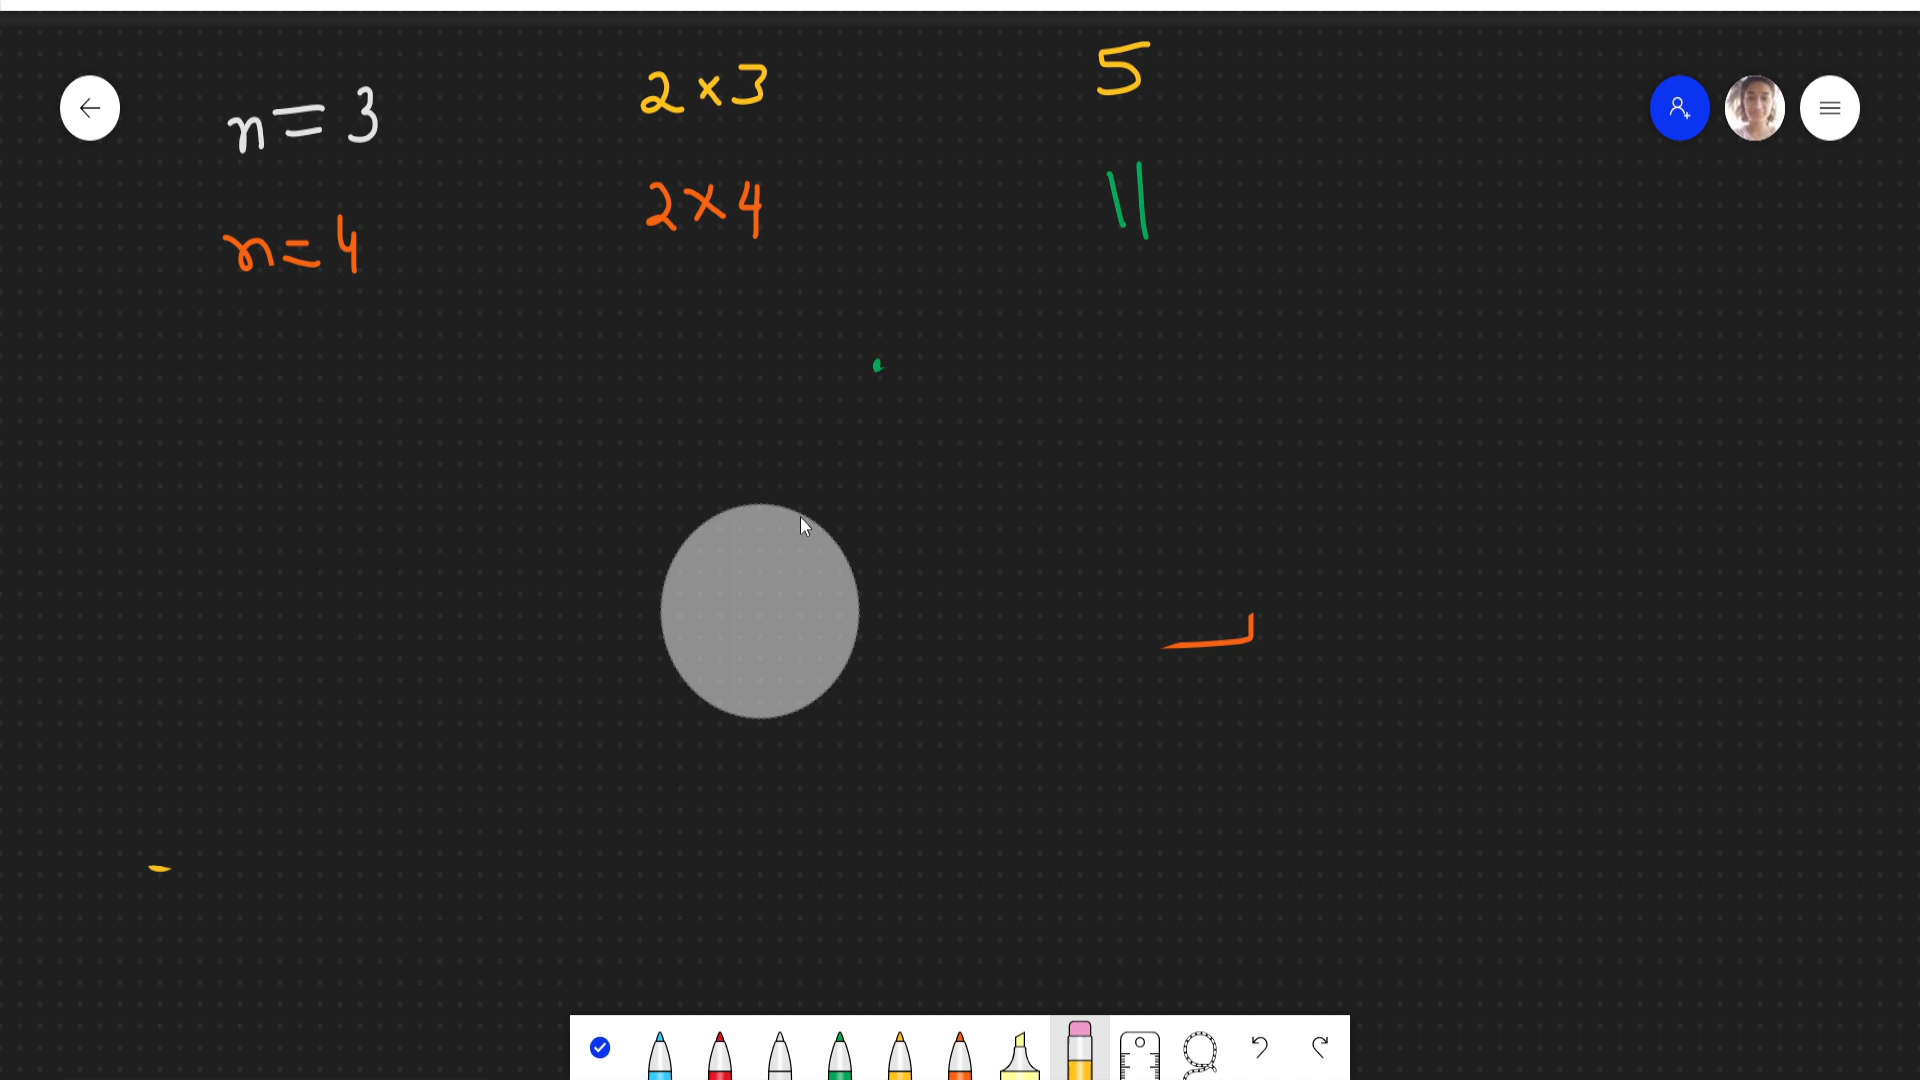 n = 3 2 × 3 5
n = 4 2 × 4 11